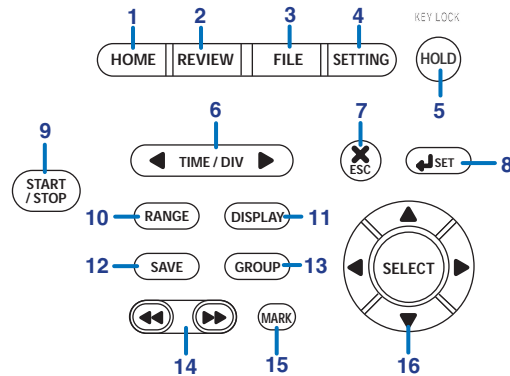 1 2 3 4 KEY LOCK
HOME REVIEW FILE SETTING HOLD
5
6 7
9 TIME / DIV ESC SET 8
START
/ STOP
10 RANGE DISPLAY 11
12 SAVE GROUP 13 SELECT
MARK
14 15 16